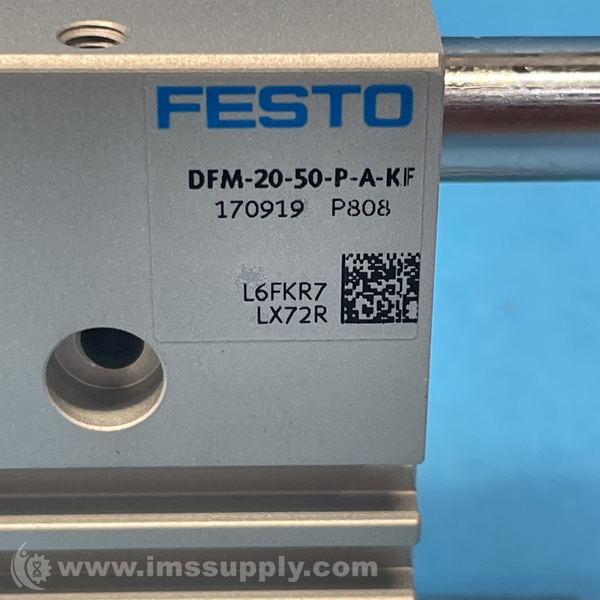 FESTO
DFM-20-50-P-A-KF
170919 P808
L6FKR7
LX72R
© www.imssupply.com